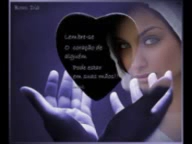 Lembre-se
O coração de
alguém
Pode estar
em suas mãos!